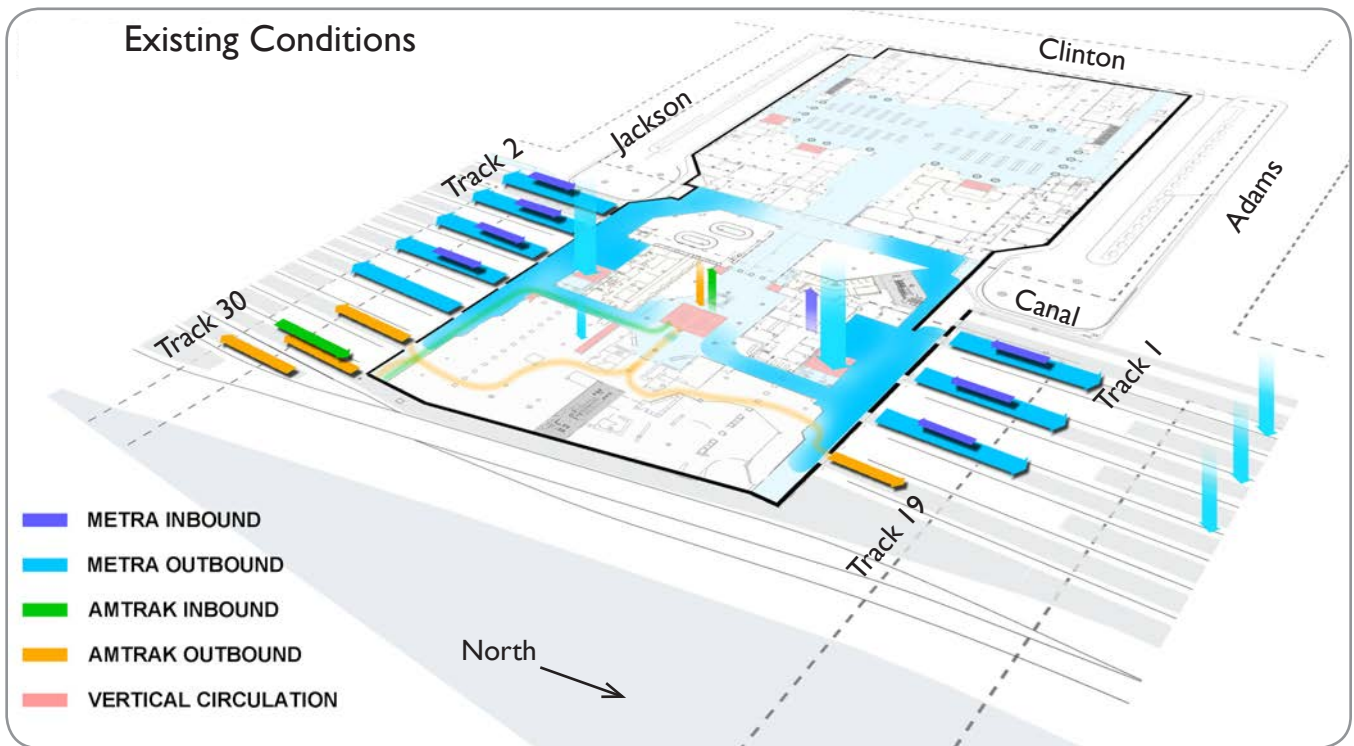 Existing Conditions
Clinton
Jackson
Adams
Track 2
Canal
Track 30
Track 1
Track 19
North
METRA INBOUND
METRA OUTBOUND
AMTRAK INBOUND
AMTRAK OUTBOUND
VERTICAL CIRCULATION